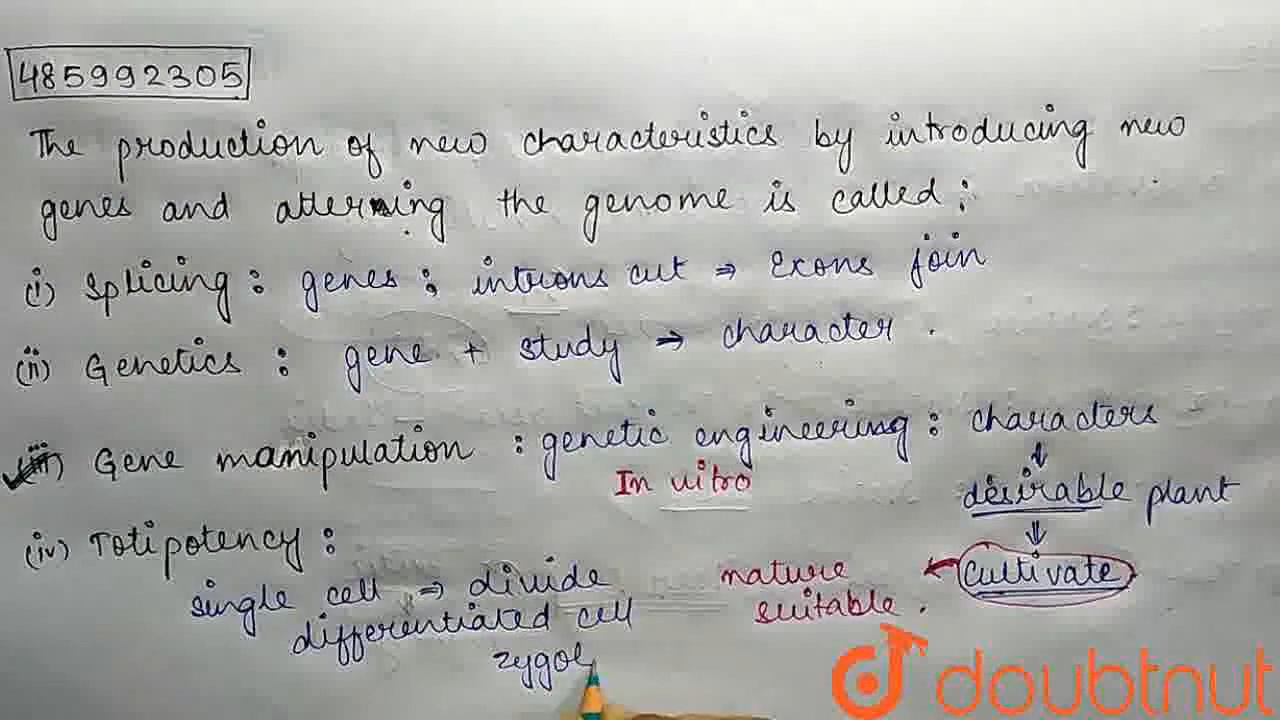 485992305
The production of new characteristics by introducing new
genes and alterning the genome is called :
(i) Splicing : genes ; introns cut ⇒ Exons join
(ii) Genetics : gene + study → character .
(iii) Gene manipulation : genetic engineering : characters
In vitro
↓
desirable plant
⇓
cultivate
nature
suitable .
(iv) Totipotency :
single cell ⇒ divide
differentiated cell
zygot
doubtnut